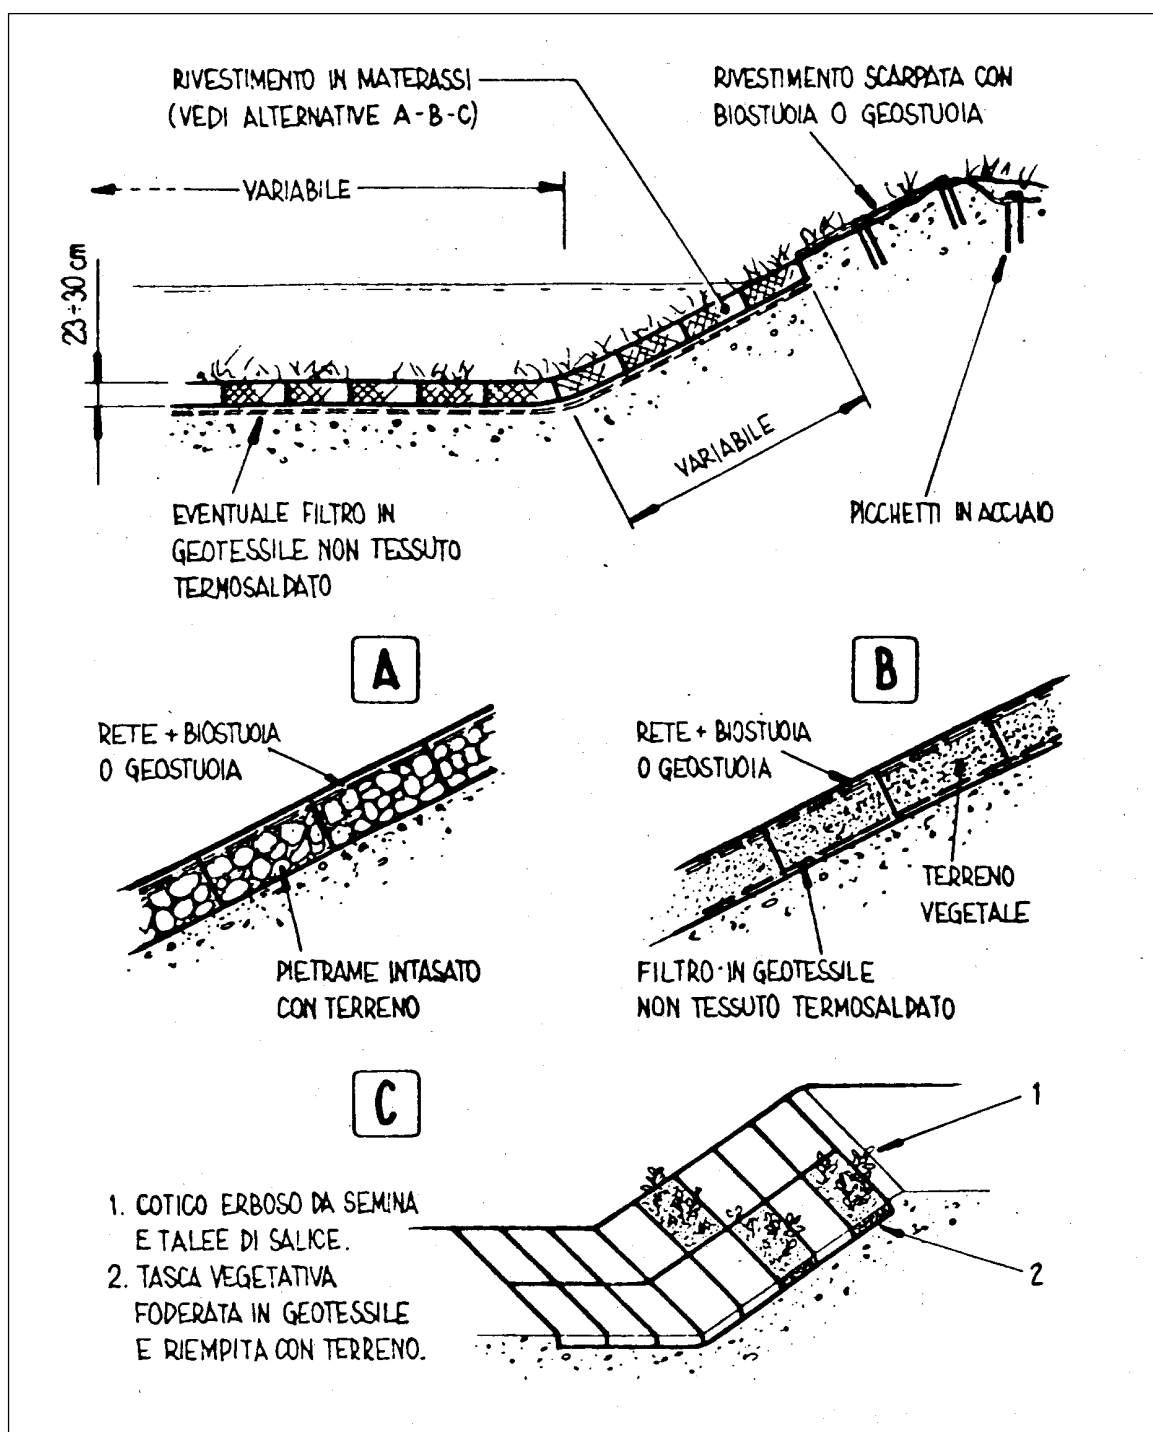 RIVESTIMENTO IN MATERASSI
(VEDI ALTERNATIVE A-B-C)
RIVESTIMENTO SCARPATA CON
BIOSTUOIA O GEOSTUOIA
VARIABILE
23÷30 cm
VARIABILE
EVENTUALE FILTRO IN
GEOTESSILE NON TESSUTO
TERMOSALDATO
PICCHETTI IN ACCIAIO
A
RETE + BIOSTUOIA
O GEOSTUOIA
PIETRAME INTASATO
CON TERRENO
B
RETE + BIOSTUOIA
O GEOSTUOIA
TERRENO
VEGETALE
FILTRO IN GEOTESSILE
NON TESSUTO TERMOSALDATO
C
1. COTICO ERBOSO DA SEMINA
E TALEE DI SALICE.
2. TASCA VEGETATIVA
FODERATA IN GEOTESSILE
E RIEMPITA CON TERRENO.
1
2